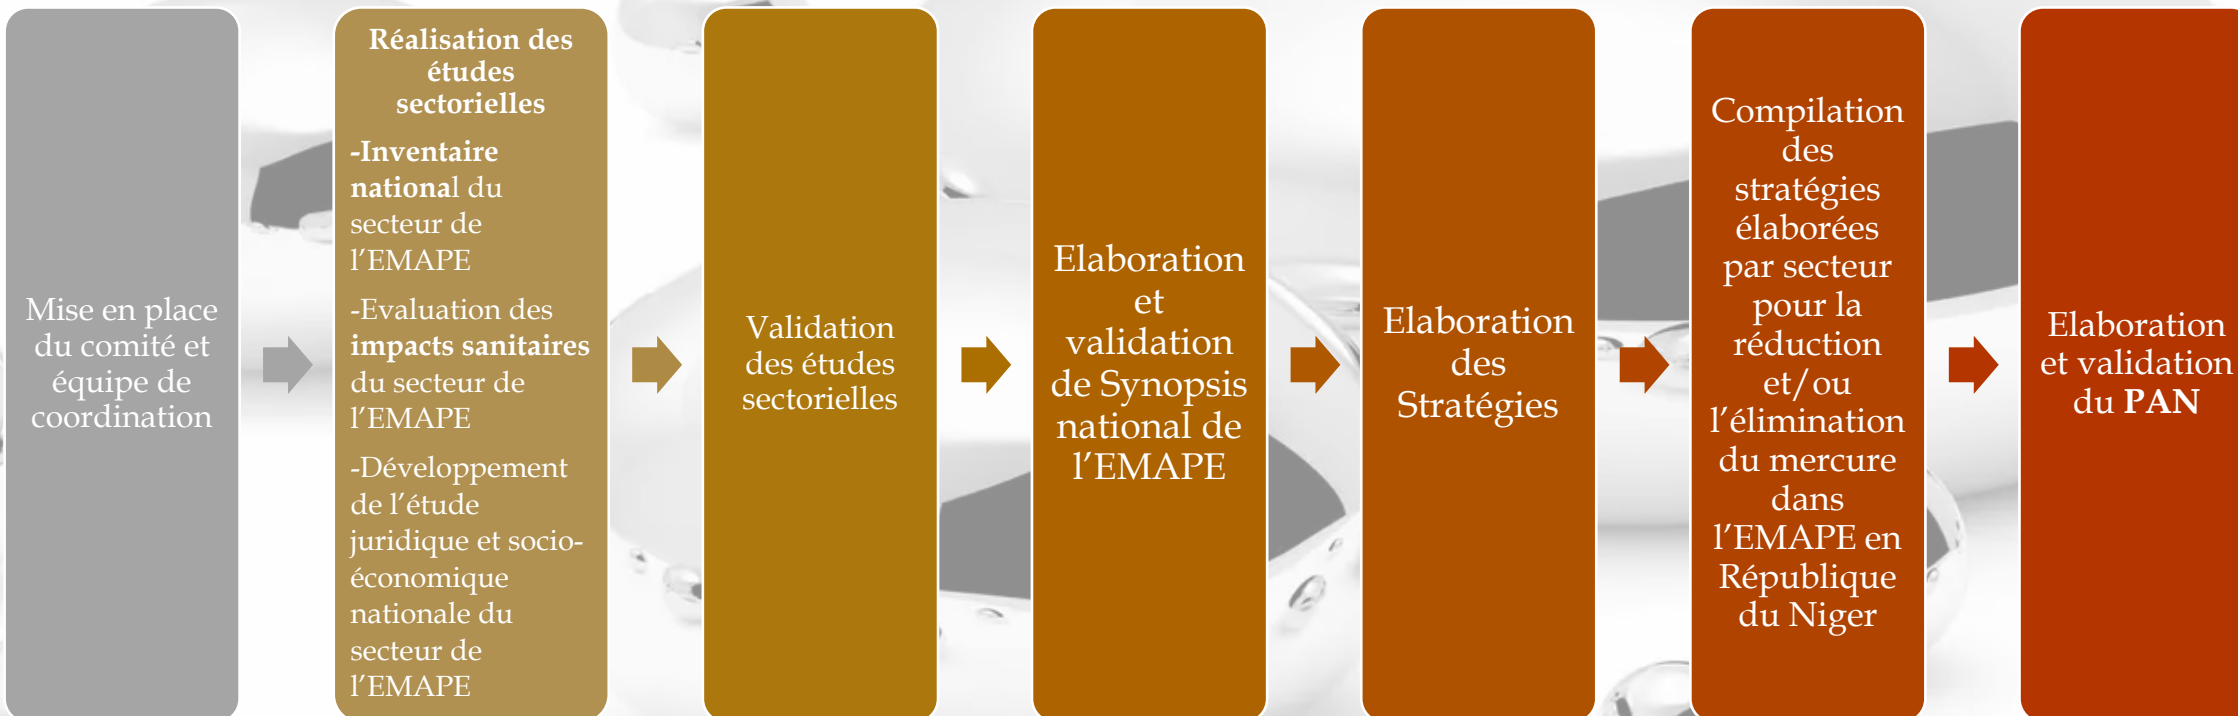 Mise en place
du comité et
équipe de
coordination
Réalisation des
études
sectorielles
-Inventaire
national du
secteur de
l’EMAPE
-Evaluation des
impacts sanitaires
du secteur de
l’EMAPE
-Développement
de l’étude
juridique et socio-
économique
nationale du
secteur de
l’EMAPE
Validation
des études
sectorielles
Elaboration
et
validation
de Synopsis
national de
l’EMAPE
Elaboration
des
Stratégies
Compilation
des
stratégies
élaborées
par secteur
pour la
réduction
et/ou
l’élimination
du mercure
dans
l’EMAPE en
République
du Niger
Elaboration
et validation
du PAN